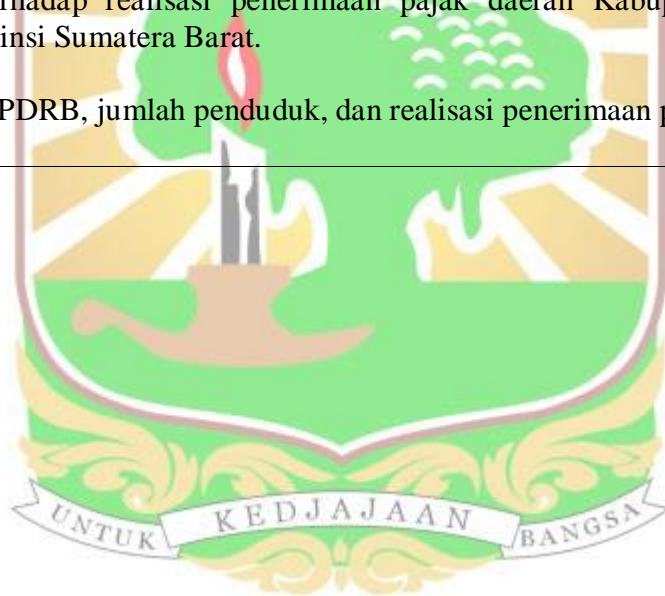 rhadap realisasi penerimaan pajak daerah Kabup
insi Sumatera Barat.
PDRB, jumlah penduduk, dan realisasi penerimaan p
UNTUK KEDJAJAAN BANGSA